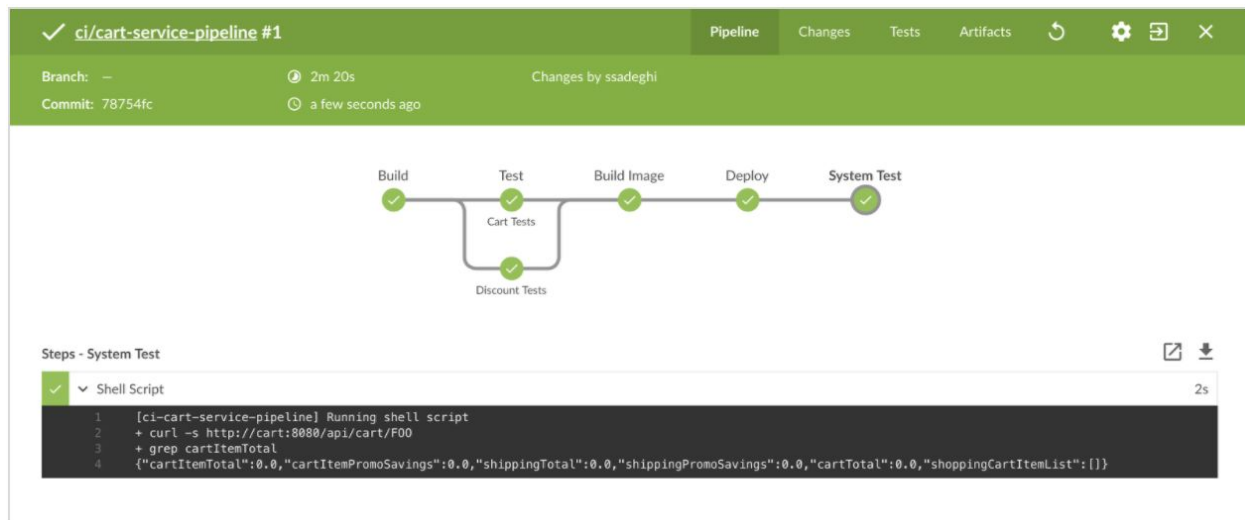 ci/cart-service-pipeline #1
Pipeline
Changes
Tests
Artifacts
Branch: —
2m 20s
Changes by ssadeghi
Commit: 78754fc
a few seconds ago
Build
Test
Build Image
Deploy
System Test
Cart Tests
Discount Tests
Steps - System Test
Shell Script
2s
1 [ci-cart-service-pipeline] Running shell script
2 + curl -s http://cart:8080/api/cart/FOO
3 + grep cartItemTotal
4 {"cartItemTotal":0.0,"cartItemPromoSavings":0.0,"shippingTotal":0.0,"shippingPromoSavings":0.0,"cartTotal":0.0,"shoppingCartItemList":[]}